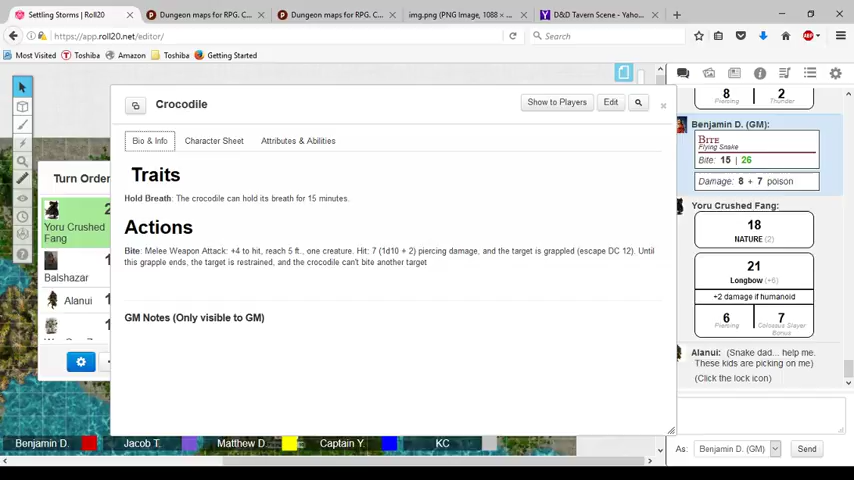 Settling Storms | Roll20
Dungeon maps for RPG. C...
Dungeon maps for RPG. C...
img.png (PNG Image, 1088 × ...
D&D Tavern Scene - Yahoo...
https://app.roll20.net/editor/
Search
ABP
Most Visited
Toshiba
Toshiba
Getting Started
Crocodile
Show to Players
Edit
Bio & Info
Character Sheet
Attributes & Abilities
Traits
Hold Breath: The crocodile can hold its breath for 15 minutes.
Actions
Bite: Melee Weapon Attack: +4 to hit, reach 5 ft., one creature. Hit: 7 (1d10 + 2) piercing damage, and the target is grappled (escape DC 12). Until
this grapple ends, the target is restrained, and the crocodile can't bite another target
GM Notes (Only visible to GM)
Turn Order
2
Yoru Crushed
Fang
1
Balshazar
Alanui
1
1
8
2
Piercing
Thunder
Benjamin D. (GM):
BITE
Flying Snake
Bite: 15 | 26
Damage: 8 + 7 poison
Yoru Crushed Fang:
18
NATURE (2)
21
Longbow (+6)
+2 damage if humanoid
6
7
Piercing
Colossus Slayer
Bonus
Alanui: (Snake dad... help me.
These kids are picking on me)
(Click the lock icon)
As:
Benjamin D. (GM)
Send
Benjamin D.
Jacob T.
Matthew D.
Captain Y.
KC